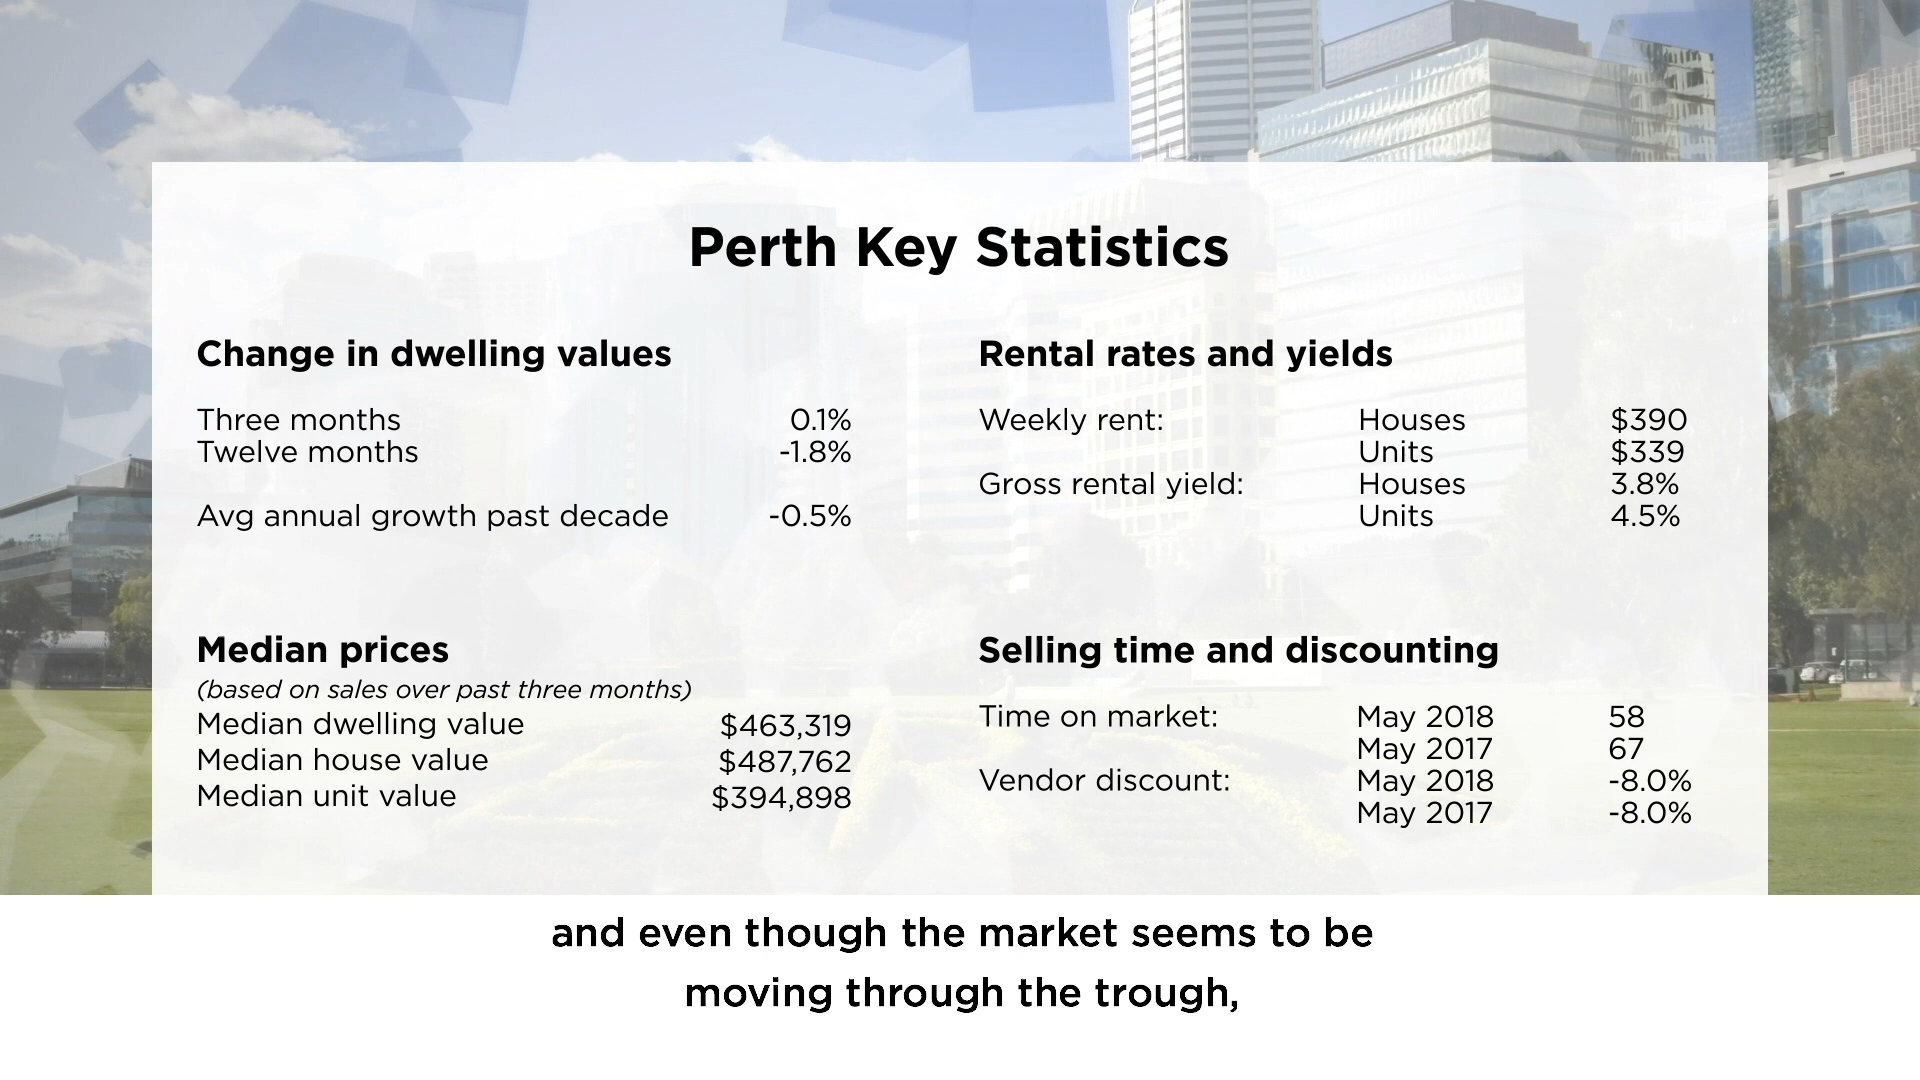 Perth Key Statistics
Change in dwelling values
Three months 0.1%
Twelve months -1.8%
Avg annual growth past decade -0.5%
Rental rates and yields
Weekly rent: Houses $390
Units $339
Gross rental yield: Houses 3.8%
Units 4.5%
Median prices
(based on sales over past three months)
Median dwelling value $463,319
Median house value $487,762
Median unit value $394,898
Selling time and discounting
Time on market: May 2018 58
May 2017 67
Vendor discount: May 2018 -8.0%
May 2017 -8.0%
and even though the market seems to be
moving through the trough,